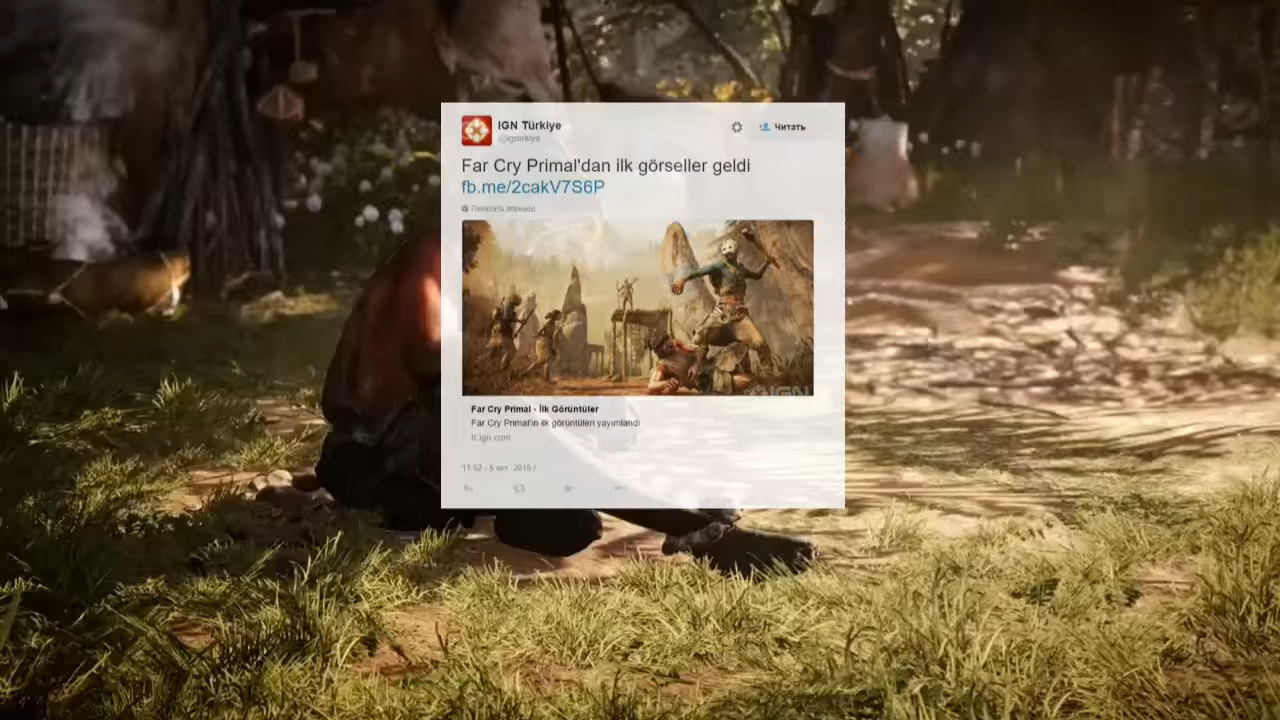 IGN Türkiye
@ignturkiye
Читать
Far Cry Primal'dan ilk görseller geldi
fb.me/2cakV7S6P
Показать перевод
IGN
Far Cry Primal - İlk Görüntüler
Far Cry Primal'in ilk görüntüleri yayımlandı
tr.ign.com
11:52 - 5 окт. 2015 г.